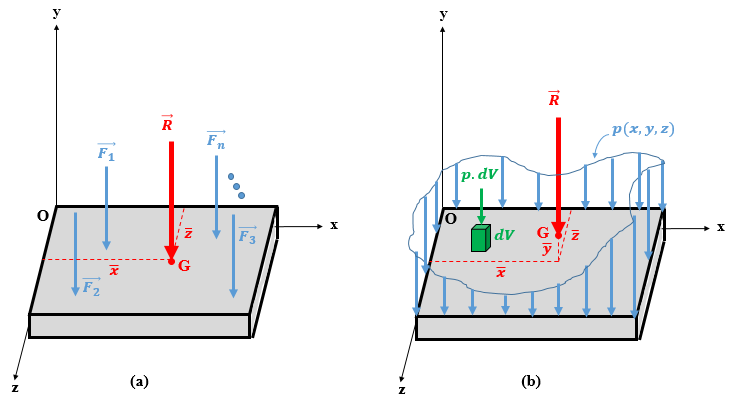 y
R⃗
F₁⃗
Fₙ⃗
O
x
z̄
F₃⃗
x̄
G
F₂⃗
z
(a)
y
R⃗
p(x, y, z)
p.dV
O
dV
G
z̄
ȳ
x
x̄
z
(b)